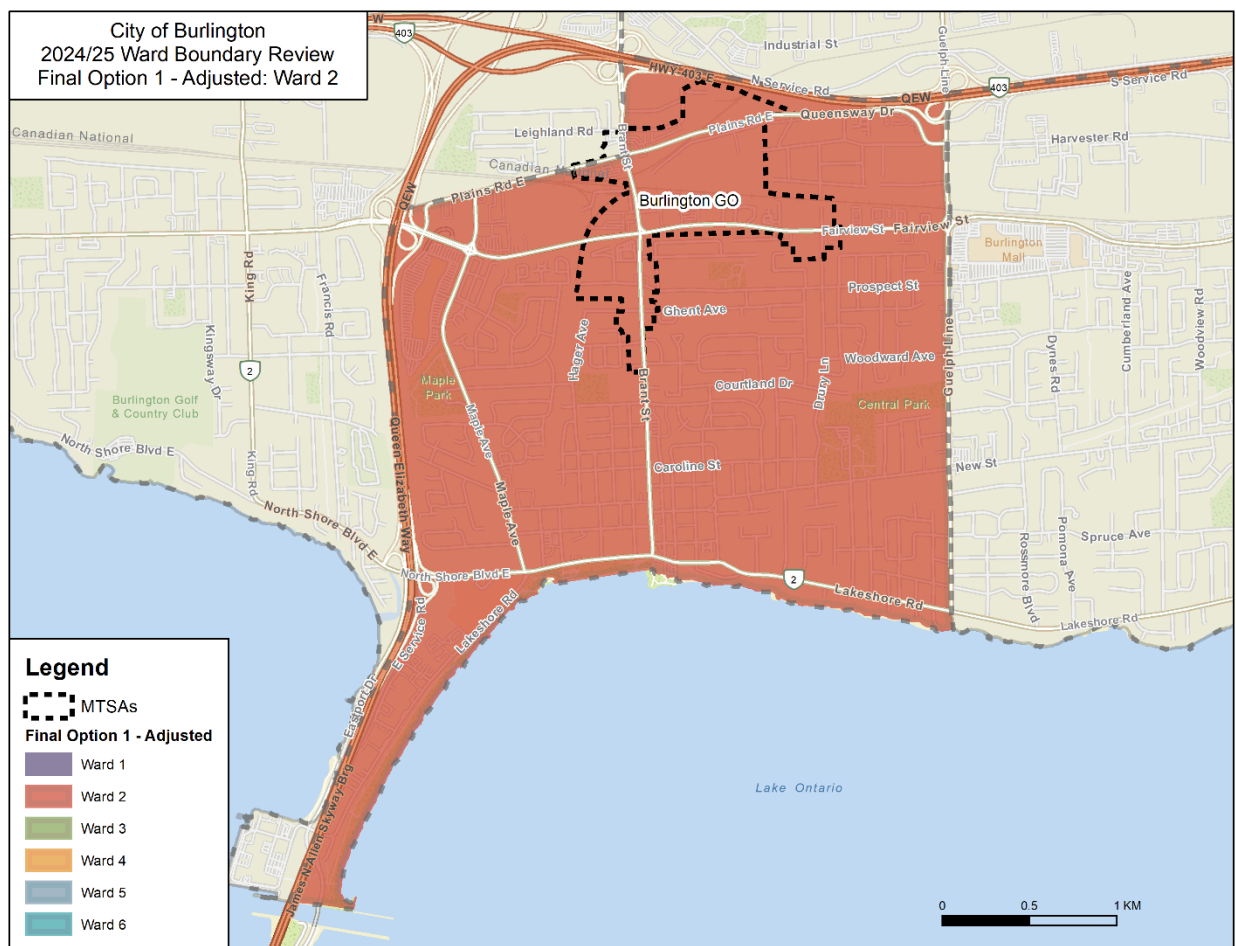 City of Burlington
2024/25 Ward Boundary Review
Final Option 1 - Adjusted: Ward 2
W
403
Industrial St
Guelph Line
HWY 403 E
N Service Rd
S Service Rd
403
QEW
Canadian National
Leighland Rd
Brant St
Plains Rd E
Queensway Dr
Harvester Rd
Canadian
QEW
Plains Rd E
Burlington GO
Fairview St
Fairview St
Burlington
Mall
King Rd
Francis Rd
Prospect St
Cumberland Ave
Woodview Rd
Ghent Ave
Kingsway Dr
Hager Ave
Dynes Rd
Woodward Ave
2
Guelph Line
Maple
Park
Courtland Dr
Drury Ln
Burlington Golf
& Country Club
Brant St
Central Park
Maple Ave
Queen Elizabeth Way
North Shore Blvd E
King Rd
Caroline St
New St
Maple Ave
North Shore Blvd E
Rossmore Blvd
Pomona Ave
Spruce Ave
North Shore Blvd E
2
Lakeshore Rd
Lakeshore Rd
E Service Rd
Lakeshore Rd
Eastport Dr
James N Allen Skyway Brg
Lake Ontario
Legend
MTSAs
Final Option 1 - Adjusted
Ward 1
Ward 2
Ward 3
Ward 4
Ward 5
Ward 6
0 0.5 1 KM